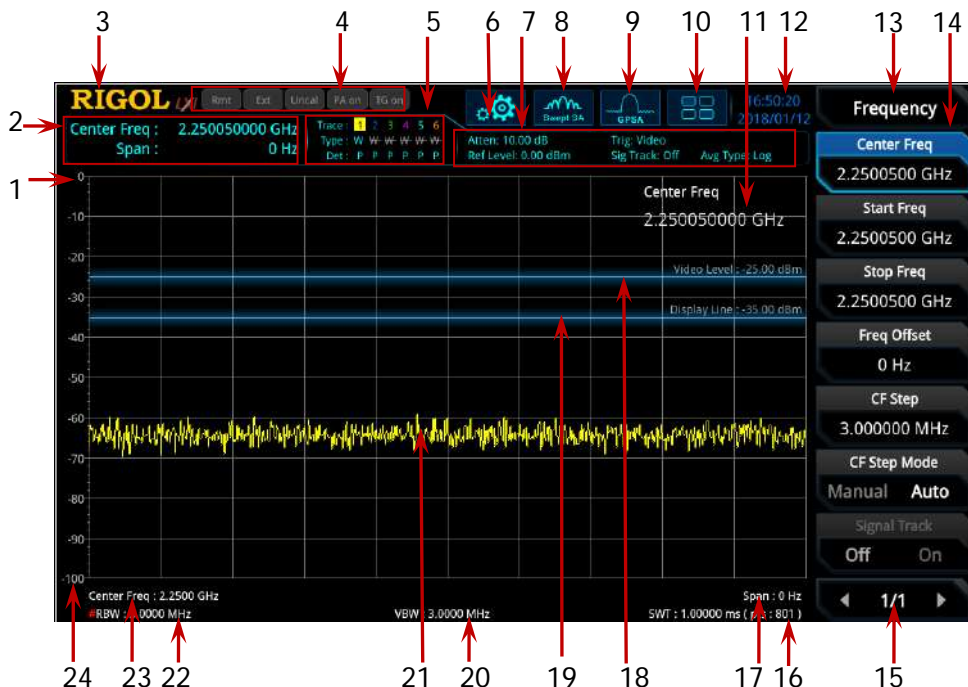 3 4 5 6 7 8 9 10 11 12 13 14
RIGOL LXI Rmt Ext Uncal PA on TG on
Swept SA GPSA
16:50:20
2018/01/12
Frequency
2
Center Freq : 2.250050000 GHz
Span : 0 Hz
Trace : 1 2 3 4 5 6
Type : W W W W W W
Det : P P P P P P
Atten: 10.00 dB Trig: Video
Ref Level: 0.00 dBm Sig Track: Off Avg Type: Log
Center Freq
2.2500500 GHz
1
0
Center Freq
2.250050000 GHz
-10
Start Freq
2.2500500 GHz
-20
Video Level : -25.00 dBm
Stop Freq
2.2500500 GHz
-30
Display Line : -35.00 dBm
-40
Freq Offset
0 Hz
-50
CF Step
3.000000 MHz
-60
-70
CF Step Mode
Manual Auto
-80
-90
Signal Track
Off On
-100
Center Freq : 2.2500 GHz Span : 0 Hz
#RBW : 0000 MHz VBW : 3.0000 MHz SWT : 1.00000 ms ( : 801 )
1/1
24 23 22 21 20 19 18 17 16 15